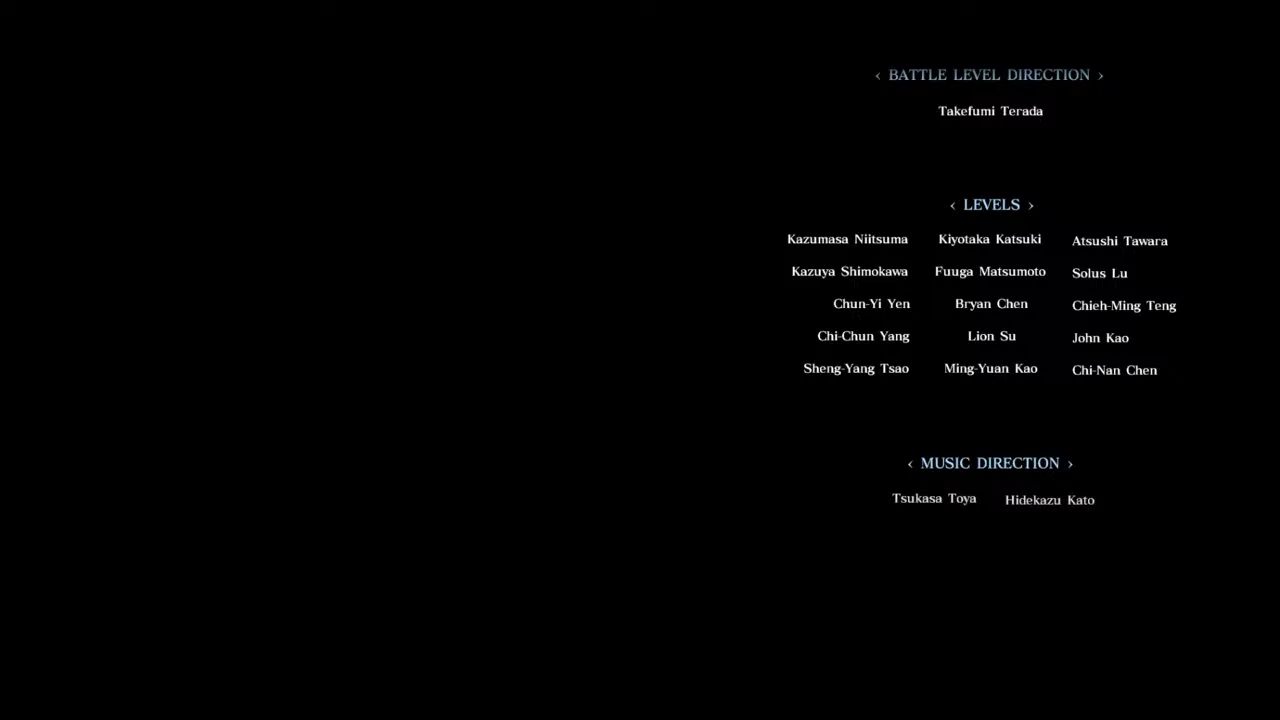 ‹ BATTLE LEVEL DIRECTION ›
Takefumi Terada
‹ LEVELS ›
Kazumasa Niitsuma Kiyotaka Katsuki Atsushi Tawara
Kazuya Shimokawa Fuuga Matsumoto Solus Lu
Chun-Yi Yen Bryan Chen Chieh-Ming Teng
Chi-Chun Yang Lion Su John Kao
Sheng-Yang Tsao Ming-Yuan Kao Chi-Nan Chen
‹ MUSIC DIRECTION ›
Tsukasa Toya Hidekazu Kato